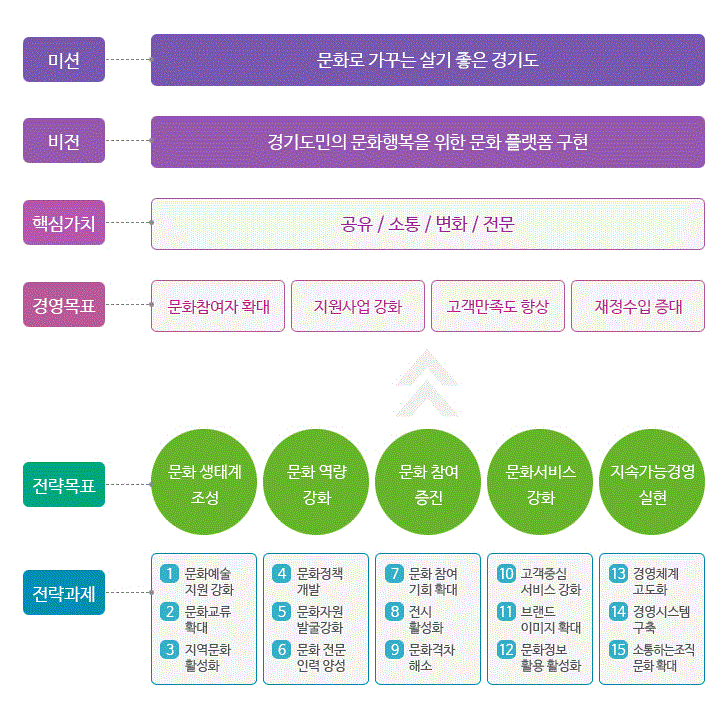 미션
문화로 가꾸는 살기 좋은 경기도
비전
경기도민의 문화행복을 위한 문화 플랫폼 구현
핵심가치
공유 / 소통 / 변화 / 전문
경영목표
문화참여자 확대
지원사업 강화
고객만족도 향상
재정수입 증대
전략목표
문화 생태계
조성
문화 역량
강화
문화 참여
증진
문화서비스
강화
지속가능경영
실현
전략과제
1 문화예술
지원 강화
2 문화교류
확대
3 지역문화
활성화
4 문화정책
개발
5 문화자원
발굴강화
6 문화 전문
인력 양성
7 문화 참여
기회 확대
8 전시
활성화
9 문화격차
해소
10 고객중심
서비스 강화
11 브랜드
이미지 확대
12 문화정보
활용 활성화
13 경영체계
고도화
14 경영시스템
구축
15 소통하는조직
문화 확대